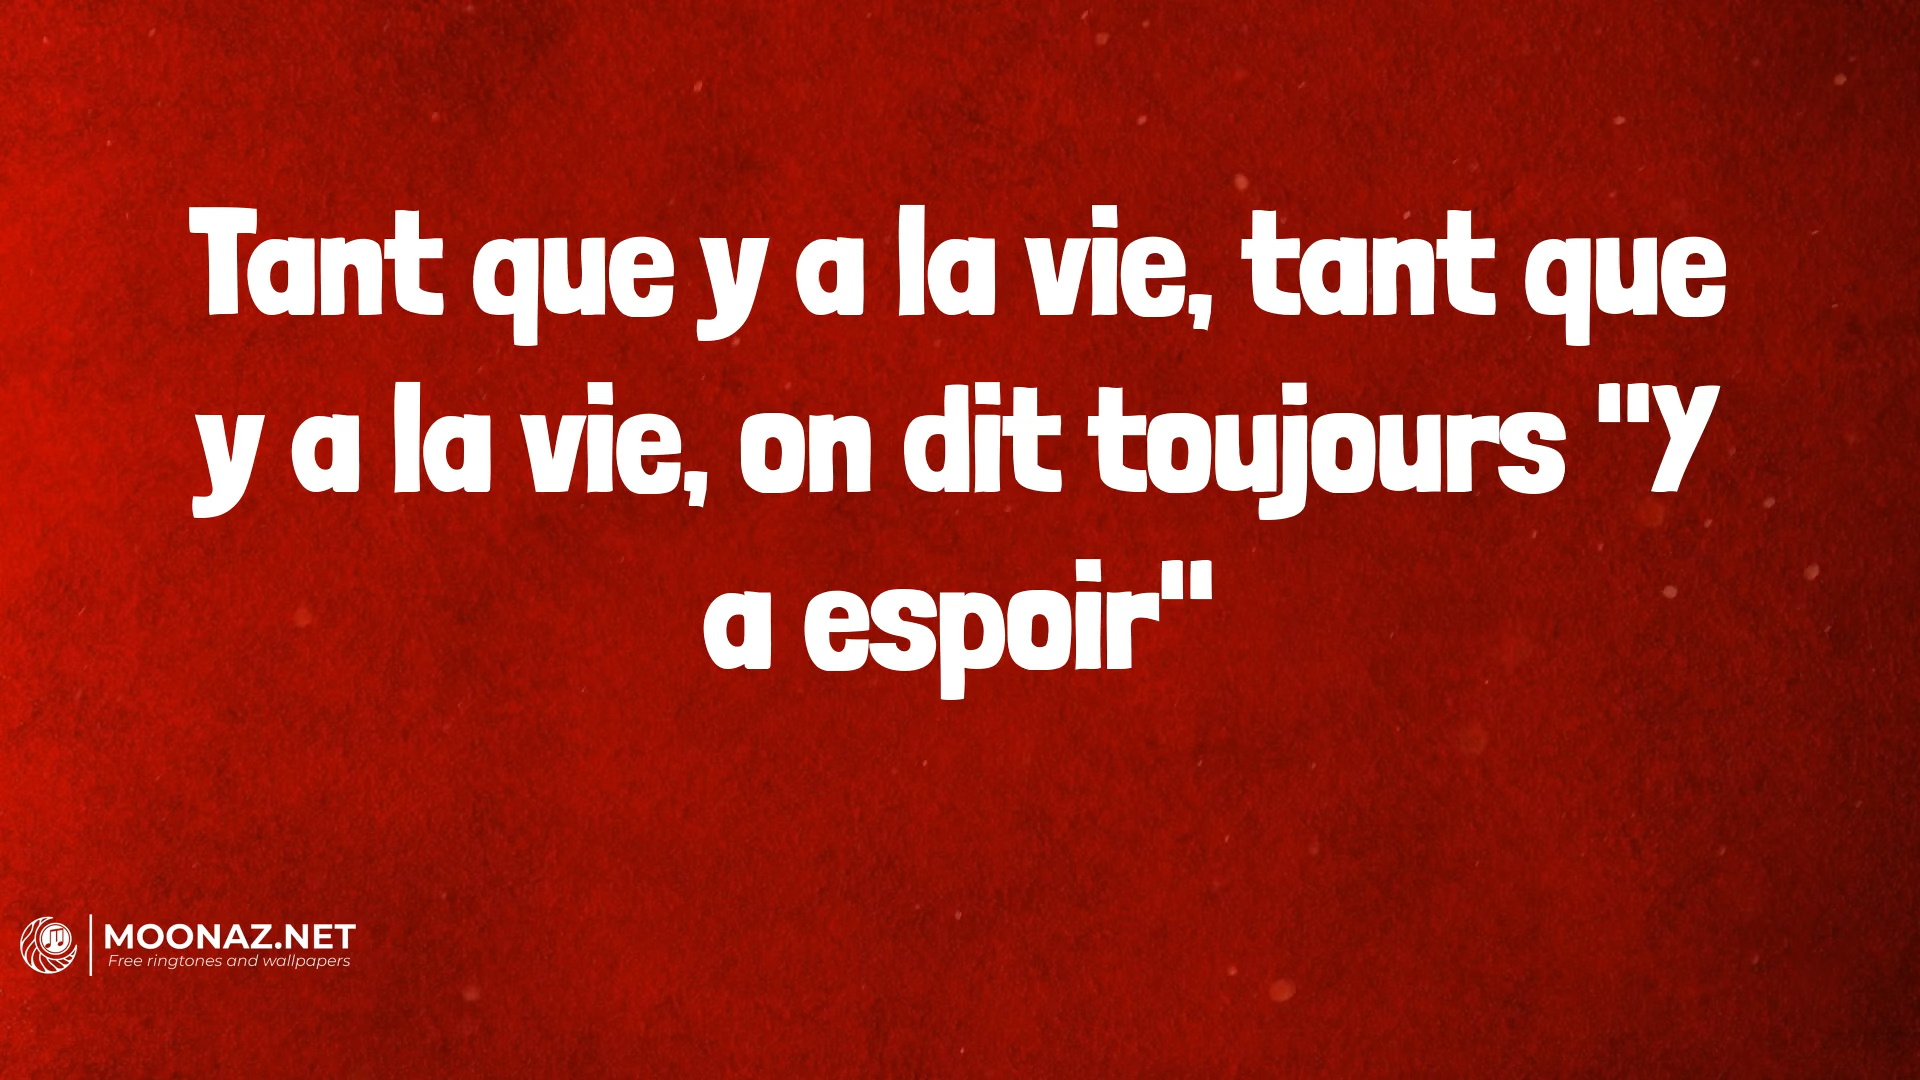 Tant que y a la vie, tant que
y a la vie, on dit toujours "Y
a espoir"
MOONAZ.NET
Free ringtones and wallpapers